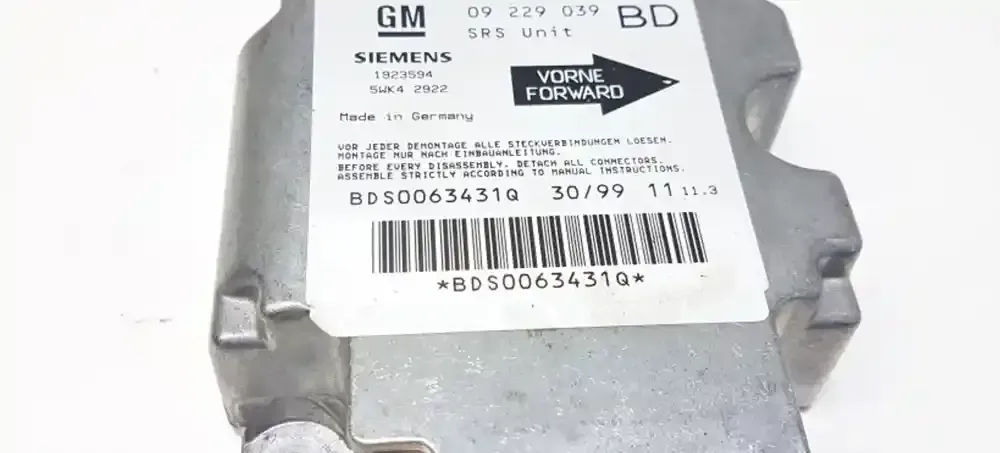 GM 09 229 039 BD
SRS Unit
SIEMENS
1923594
5WK4 2922
VORNE
FORWARD
Made in Germany
VOR JEDER DEMONTAGE ALLE STECKVERBINDUNGEN LOESEN.
MONTAGE NUR NACH EINBAUANLEITUNG.
BEFORE EVERY DISASSEMBLY, DETACH ALL CONNECTORS.
ASSEMBLE STRICTLY ACCORDING TO MANUAL INSTRUCTIONS.
BDS0063431Q 30/99 11 11.3
*BDS0063431Q*